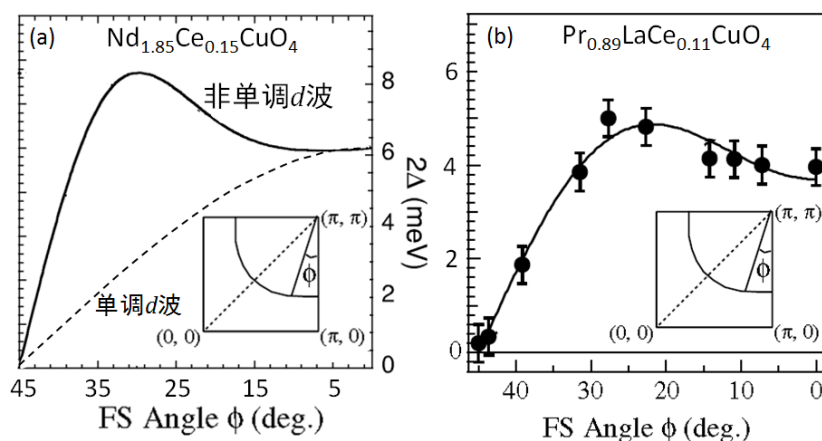 (a) Nd1.85Ce0.15CuO4
非单调d波
单调d波
(π, π)
ϕ
(0, 0)
(π, 0)
8
6
4
2
0
2Δ (meV)
45
35
25
15
5
FS Angle ϕ (deg.)
(b) Pr0.89LaCe0.11CuO4
6
4
2
0
(π, π)
ϕ
(0, 0)
(π, 0)
40
30
20
10
0
FS Angle ϕ (deg.)